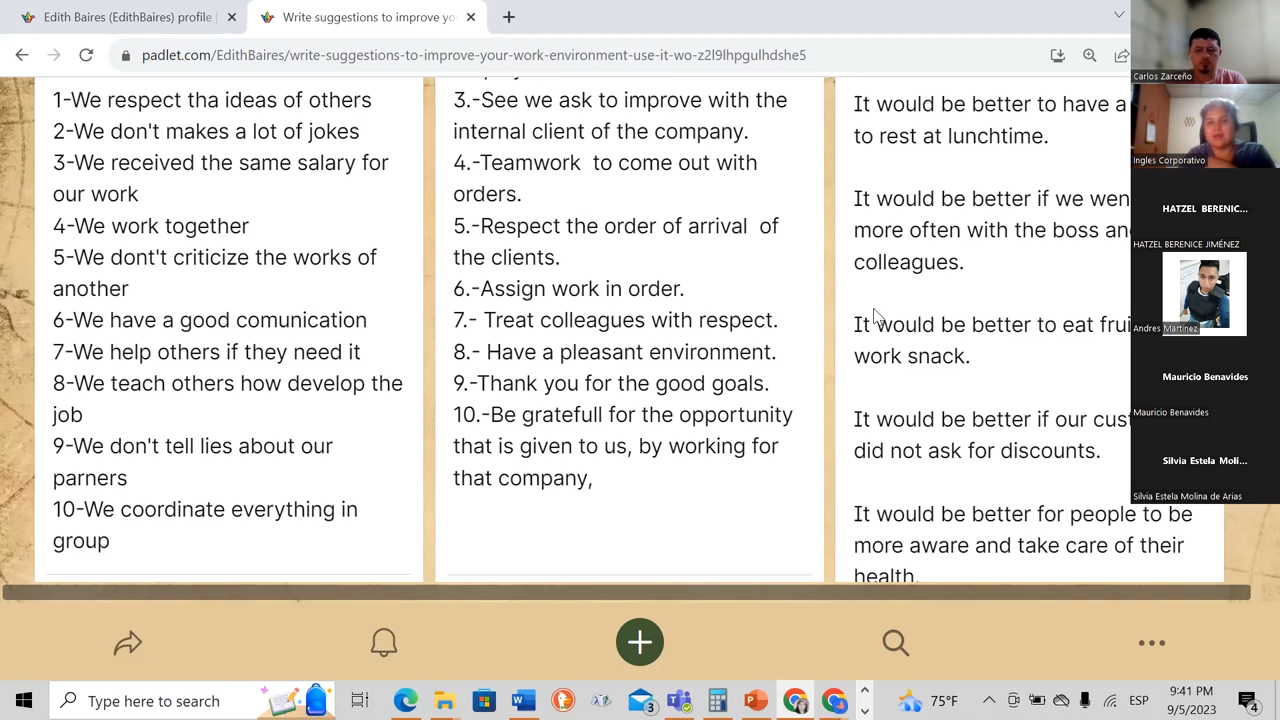 Edith Baires (EdithBaires) profile
Write suggestions to improve yo
padlet.com/EdithBaires/write-suggestions-to-improve-your-work-environment-use-it-wo-z2l9lhpgulhdshe5
1-We respect tha ideas of others
2-We don't makes a lot of jokes
3-We received the same salary for
our work
4-We work together
5-We dont't criticize the works of
another
6-We have a good comunication
7-We help others if they need it
8-We teach others how develop the
job
9-We don't tell lies about our
parners
10-We coordinate everything in
group
3.-See we ask to improve with the
internal client of the company.
4.-Teamwork to come out with
orders.
5.-Respect the order of arrival of
the clients.
6.-Assign work in order.
7.- Treat colleagues with respect.
8.- Have a pleasant environment.
9.-Thank you for the good goals.
10.-Be gratefull for the opportunity
that is given to us, by working for
that company,
It would be better to have a
to rest at lunchtime.
It would be better if we wen
more often with the boss an
colleagues.
It would be better to eat frui
work snack.
It would be better if our cust
did not ask for discounts.
It would be better for people to be
more aware and take care of their
health.
Carlos Zarceño
Ingles Corporativo
HATZEL BERENIC...
HATZEL BERENICE JIMÉNEZ
Andres Martinez
Mauricio Benavides
Mauricio Benavides
Silvia Estela Moli...
Silvia Estela Molina de Arias
Type here to search
3
75°F
ESP
9:41 PM
9/5/2023
4